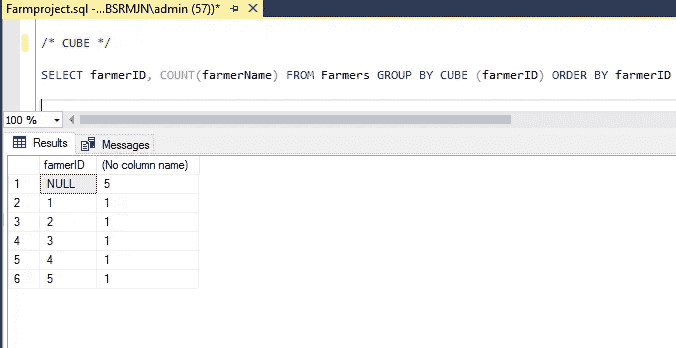 Farmproject.sql -...BSRMJN\admin (57))*
/* CUBE */
SELECT farmerID, COUNT(farmerName) FROM Farmers GROUP BY CUBE (farmerID) ORDER BY farmerID
100 %
Results Messages
farmerID (No column name)
1 NULL 5
2 1 1
3 2 1
4 3 1
5 4 1
6 5 1